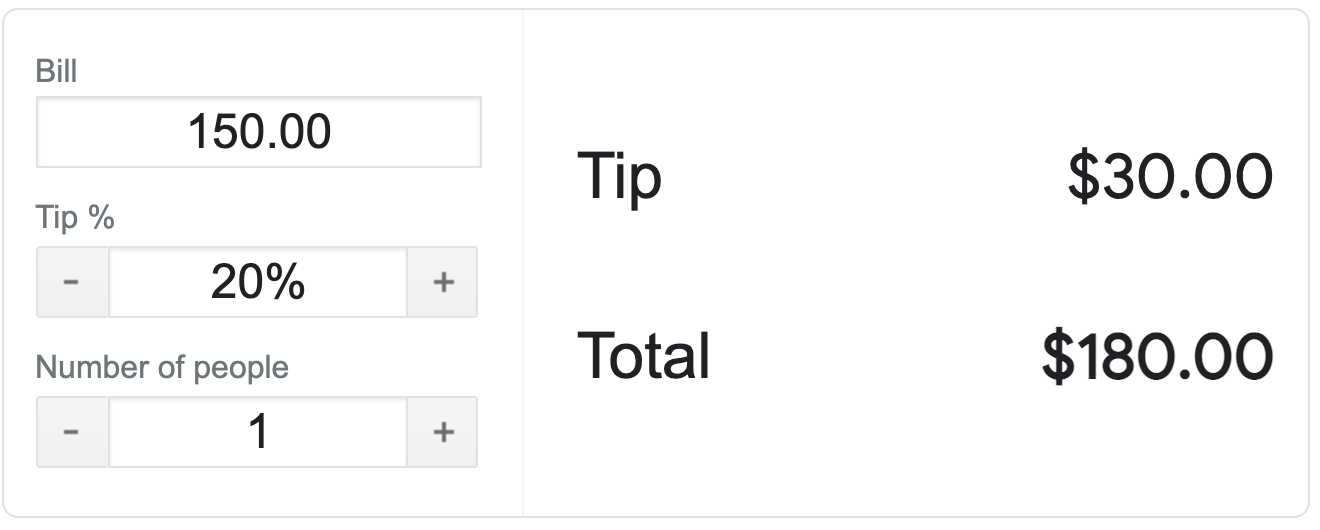 Bill
150.00
Tip %
- 20% +
Number of people
- 1 +
Tip $30.00
Total $180.00